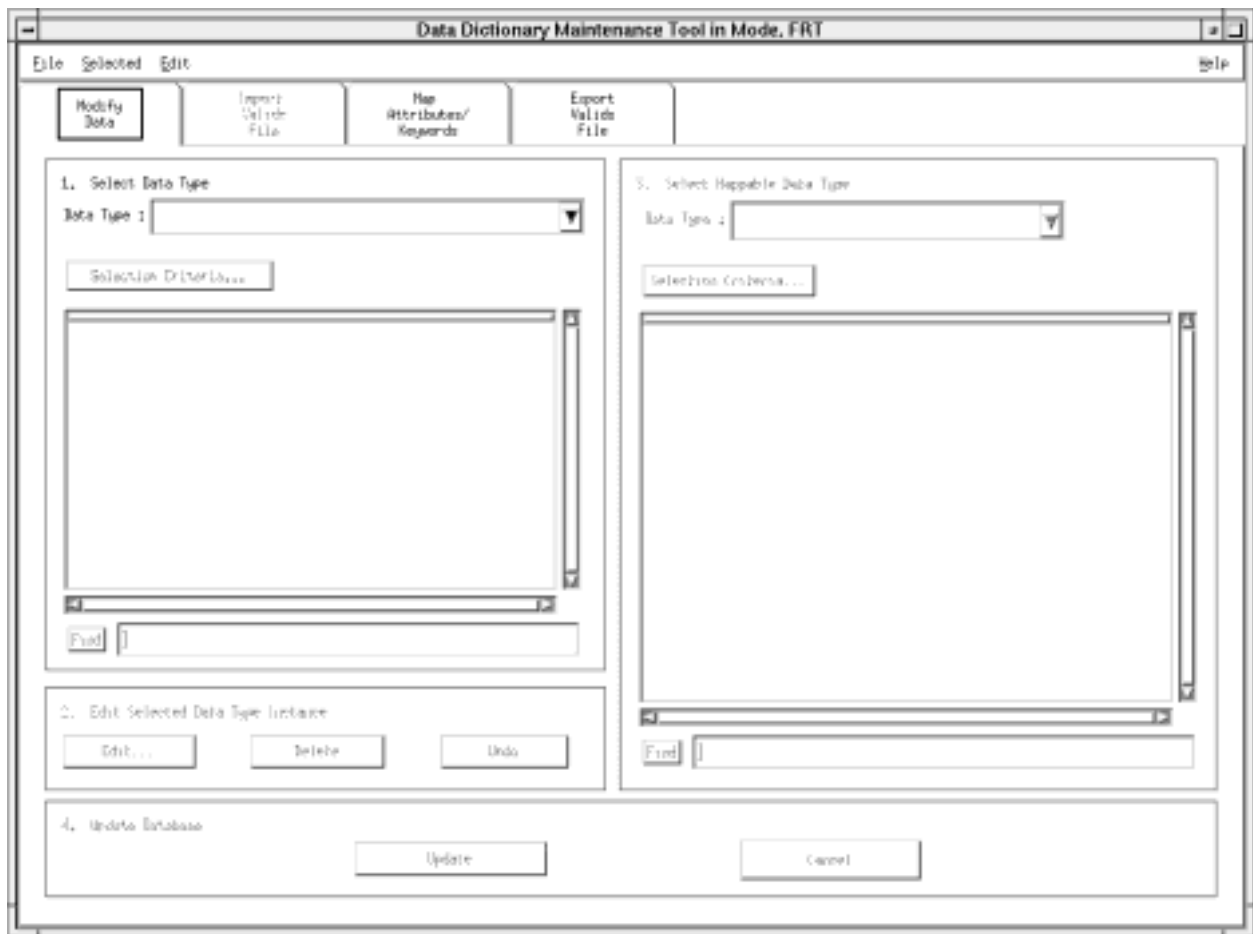 Data Dictionary Maintenance Tool in Mode, FRT
File Selected Edit Help
Modify
Data
Import
Valids
File
Map
Attributes/
Keywords
Export
Valids
File
1. Select Data Type
Data Type :
Selection Criteria...
Find
2. Edit Selected Data Type Instance
Edit... Delete Undo
3. Select Mappable Data Type
Data Type :
Selection Criteria...
Find
4. Update Database
Update Cancel